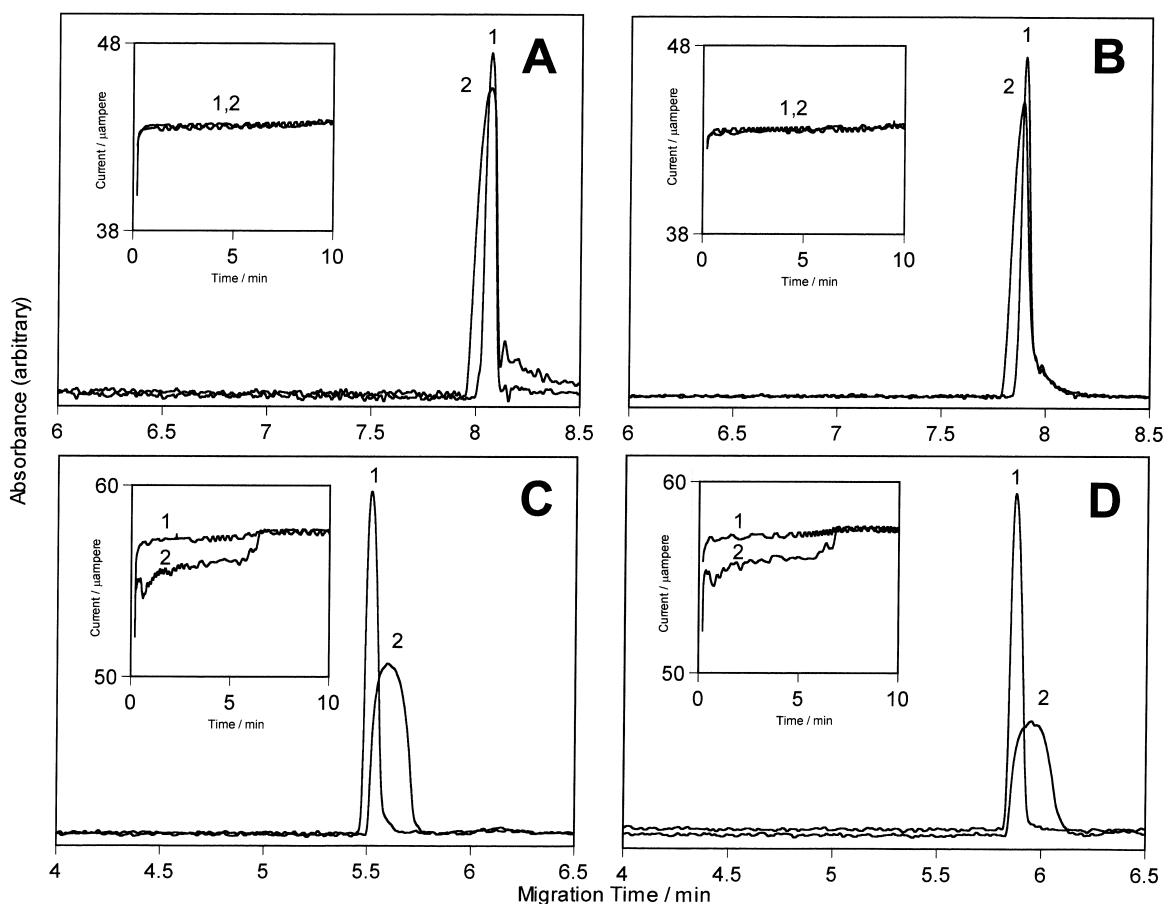 A
1
2
48
1,2
Current / µampere
38
0 5 10
Time / min
6 6.5 7 7.5 8 8.5
B
1
2
48
1,2
Current / µampere
38
0 5 10
Time / min
6 6.5 7 7.5 8 8.5
Absorbance (arbitrary)
C
1
2
60
1
2
Current / µampere
50
0 5 10
Time / min
4 4.5 5 5.5 6 6.5
D
1
2
60
1
2
Current / µampere
50
0 5 10
Time / min
4 4.5 5 5.5 6 6.5
Migration Time / min